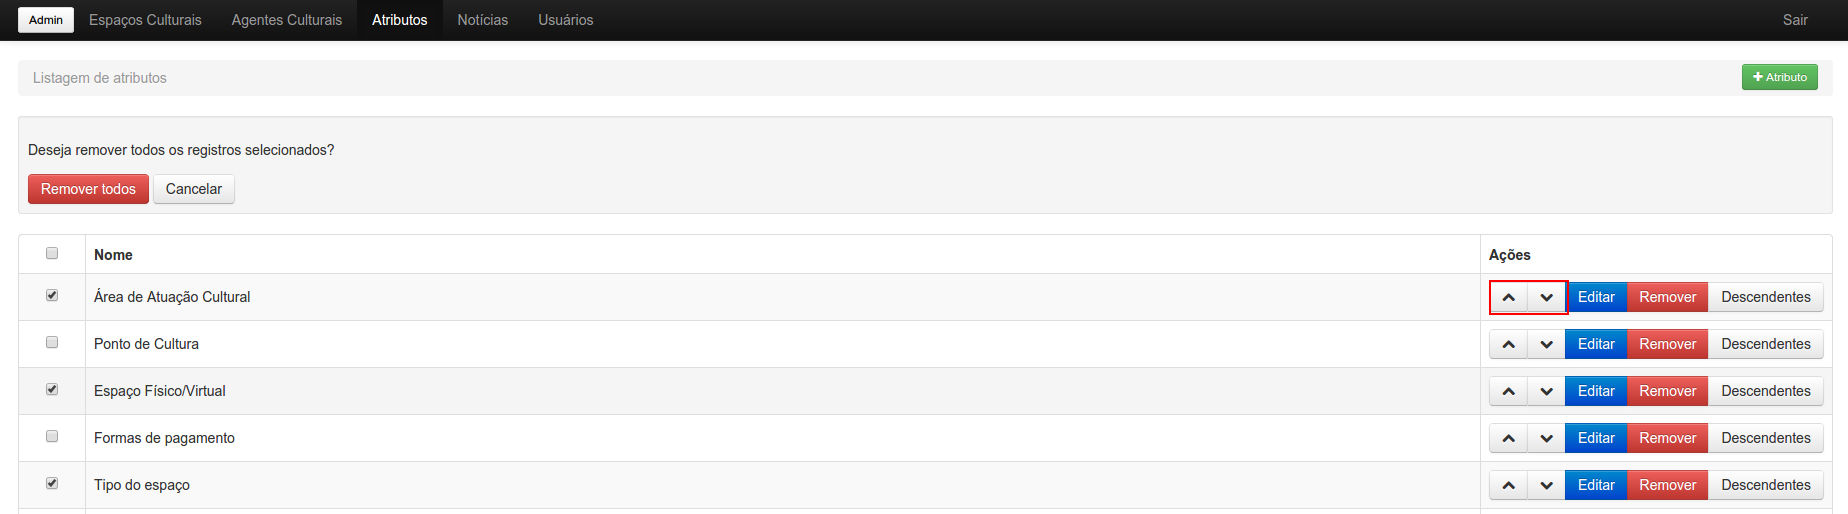 Admin Espaços Culturais Agentes Culturais Atributos Notícias Usuários Sair
Listagem de atributos Atributo
Deseja remover todos os registros selecionados?
Remover todos Cancelar
Nome Ações
Área de Atuação Cultural Editar Remover Descendentes
Ponto de Cultura Editar Remover Descendentes
Espaço Físico/Virtual Editar Remover Descendentes
Formas de pagamento Editar Remover Descendentes
Tipo do espaço Editar Remover Descendentes